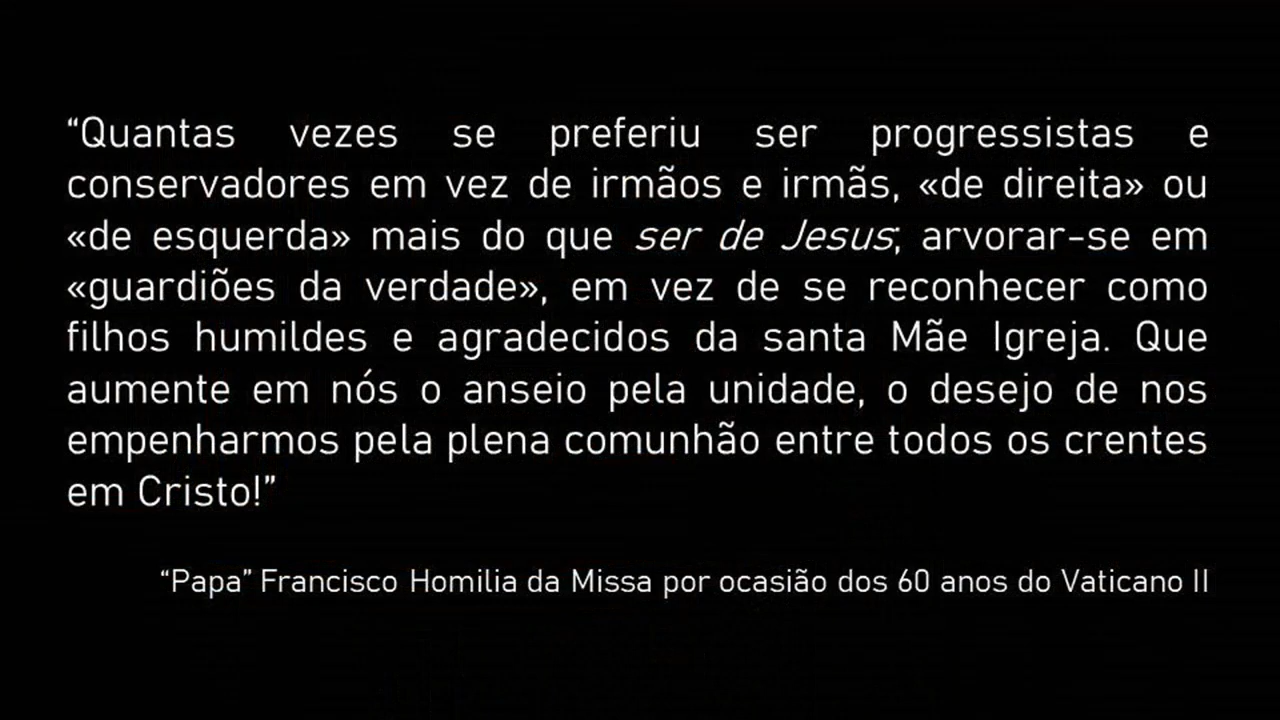 “Quantas vezes se preferiu ser progressistas e
conservadores em vez de irmãos e irmãs, «de direita» ou
«de esquerda» mais do que ser de Jesus; arvorar-se em
«guardiões da verdade», em vez de se reconhecer como
filhos humildes e agradecidos da santa Mãe Igreja. Que
aumente em nós o anseio pela unidade, o desejo de nos
empenharmos pela plena comunhão entre todos os crentes
em Cristo!”
“Papa” Francisco Homilia da Missa por ocasião dos 60 anos do Vaticano II